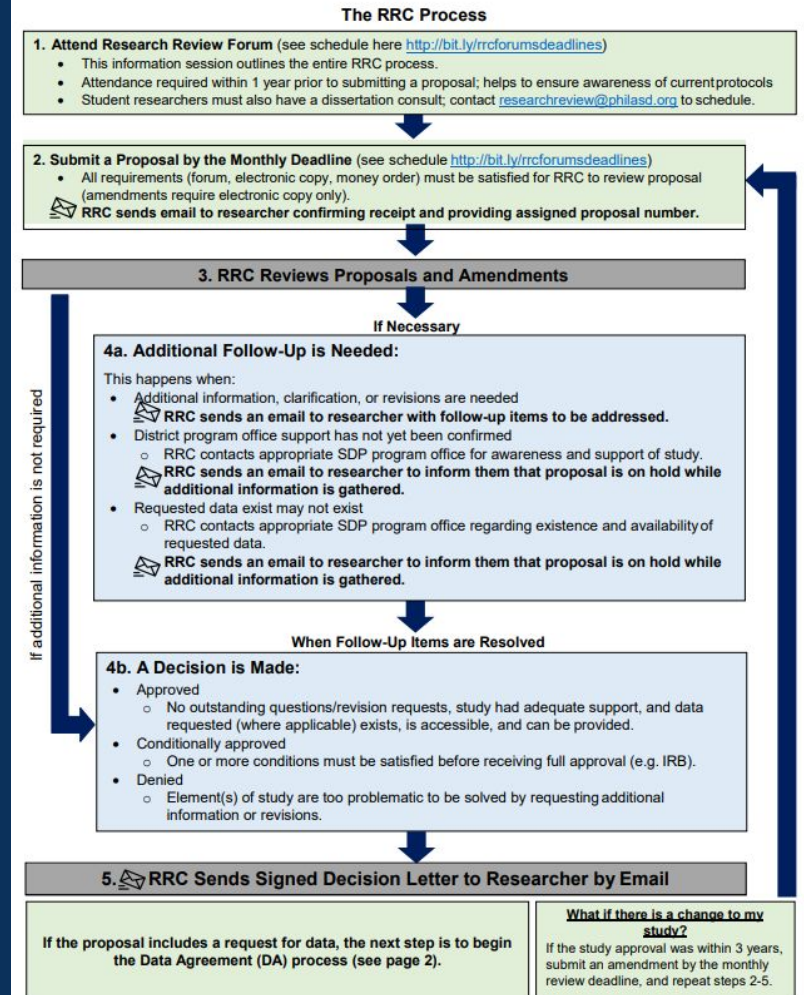 The RRC Process
1. Attend Research Review Forum (see schedule here http://bit.ly/rrcforumsdeadlines)
• This information session outlines the entire RRC process.
• Attendance required within 1 year prior to submitting a proposal; helps to ensure awareness of currentprotocols
• Student researchers must also have a dissertation consult; contact researchreview@philasd.org to schedule.
2. Submit a Proposal by the Monthly Deadline (see schedule http://bit.ly/rrcforumsdeadlines)
• All requirements (forum, electronic copy, money order) must be satisfied for RRC to review proposal
(amendments require electronic copy only).
RRC sends email to researcher confirming receipt and providing assigned proposal number.
3. RRC Reviews Proposals and Amendments
If additional information is not required
If Necessary
4a. Additional Follow-Up is Needed:
This happens when:
• Additional information, clarification, or revisions are needed
RRC sends an email to researcher with follow-up items to be addressed.
• District program office support has not yet been confirmed
o RRC contacts appropriate SDP program office for awareness and support of study.
RRC sends an email to researcher to inform them that proposal is on hold while
additional information is gathered.
• Requested data exist may not exist
o RRC contacts appropriate SDP program office regarding existence and availabilityof
requested data.
RRC sends an email to researcher to inform them that proposal is on hold while
additional information is gathered.
When Follow-Up Items are Resolved
4b. A Decision is Made:
• Approved
o No outstanding questions/revision requests, study had adequate support, and data
requested (where applicable) exists, is accessible, and can be provided.
• Conditionally approved
o One or more conditions must be satisfied before receiving full approval (e.g. IRB).
• Denied
o Element(s) of study are too problematic to be solved by requesting additional
information or revisions.
5. RRC Sends Signed Decision Letter to Researcher by Email
If the proposal includes a request for data, the next step is to begin
the Data Agreement (DA) process (see page 2).
What if there is a change to my
study?
If the study approval was within 3 years,
submit an amendment by the monthly
review deadline, and repeat steps 2-5.